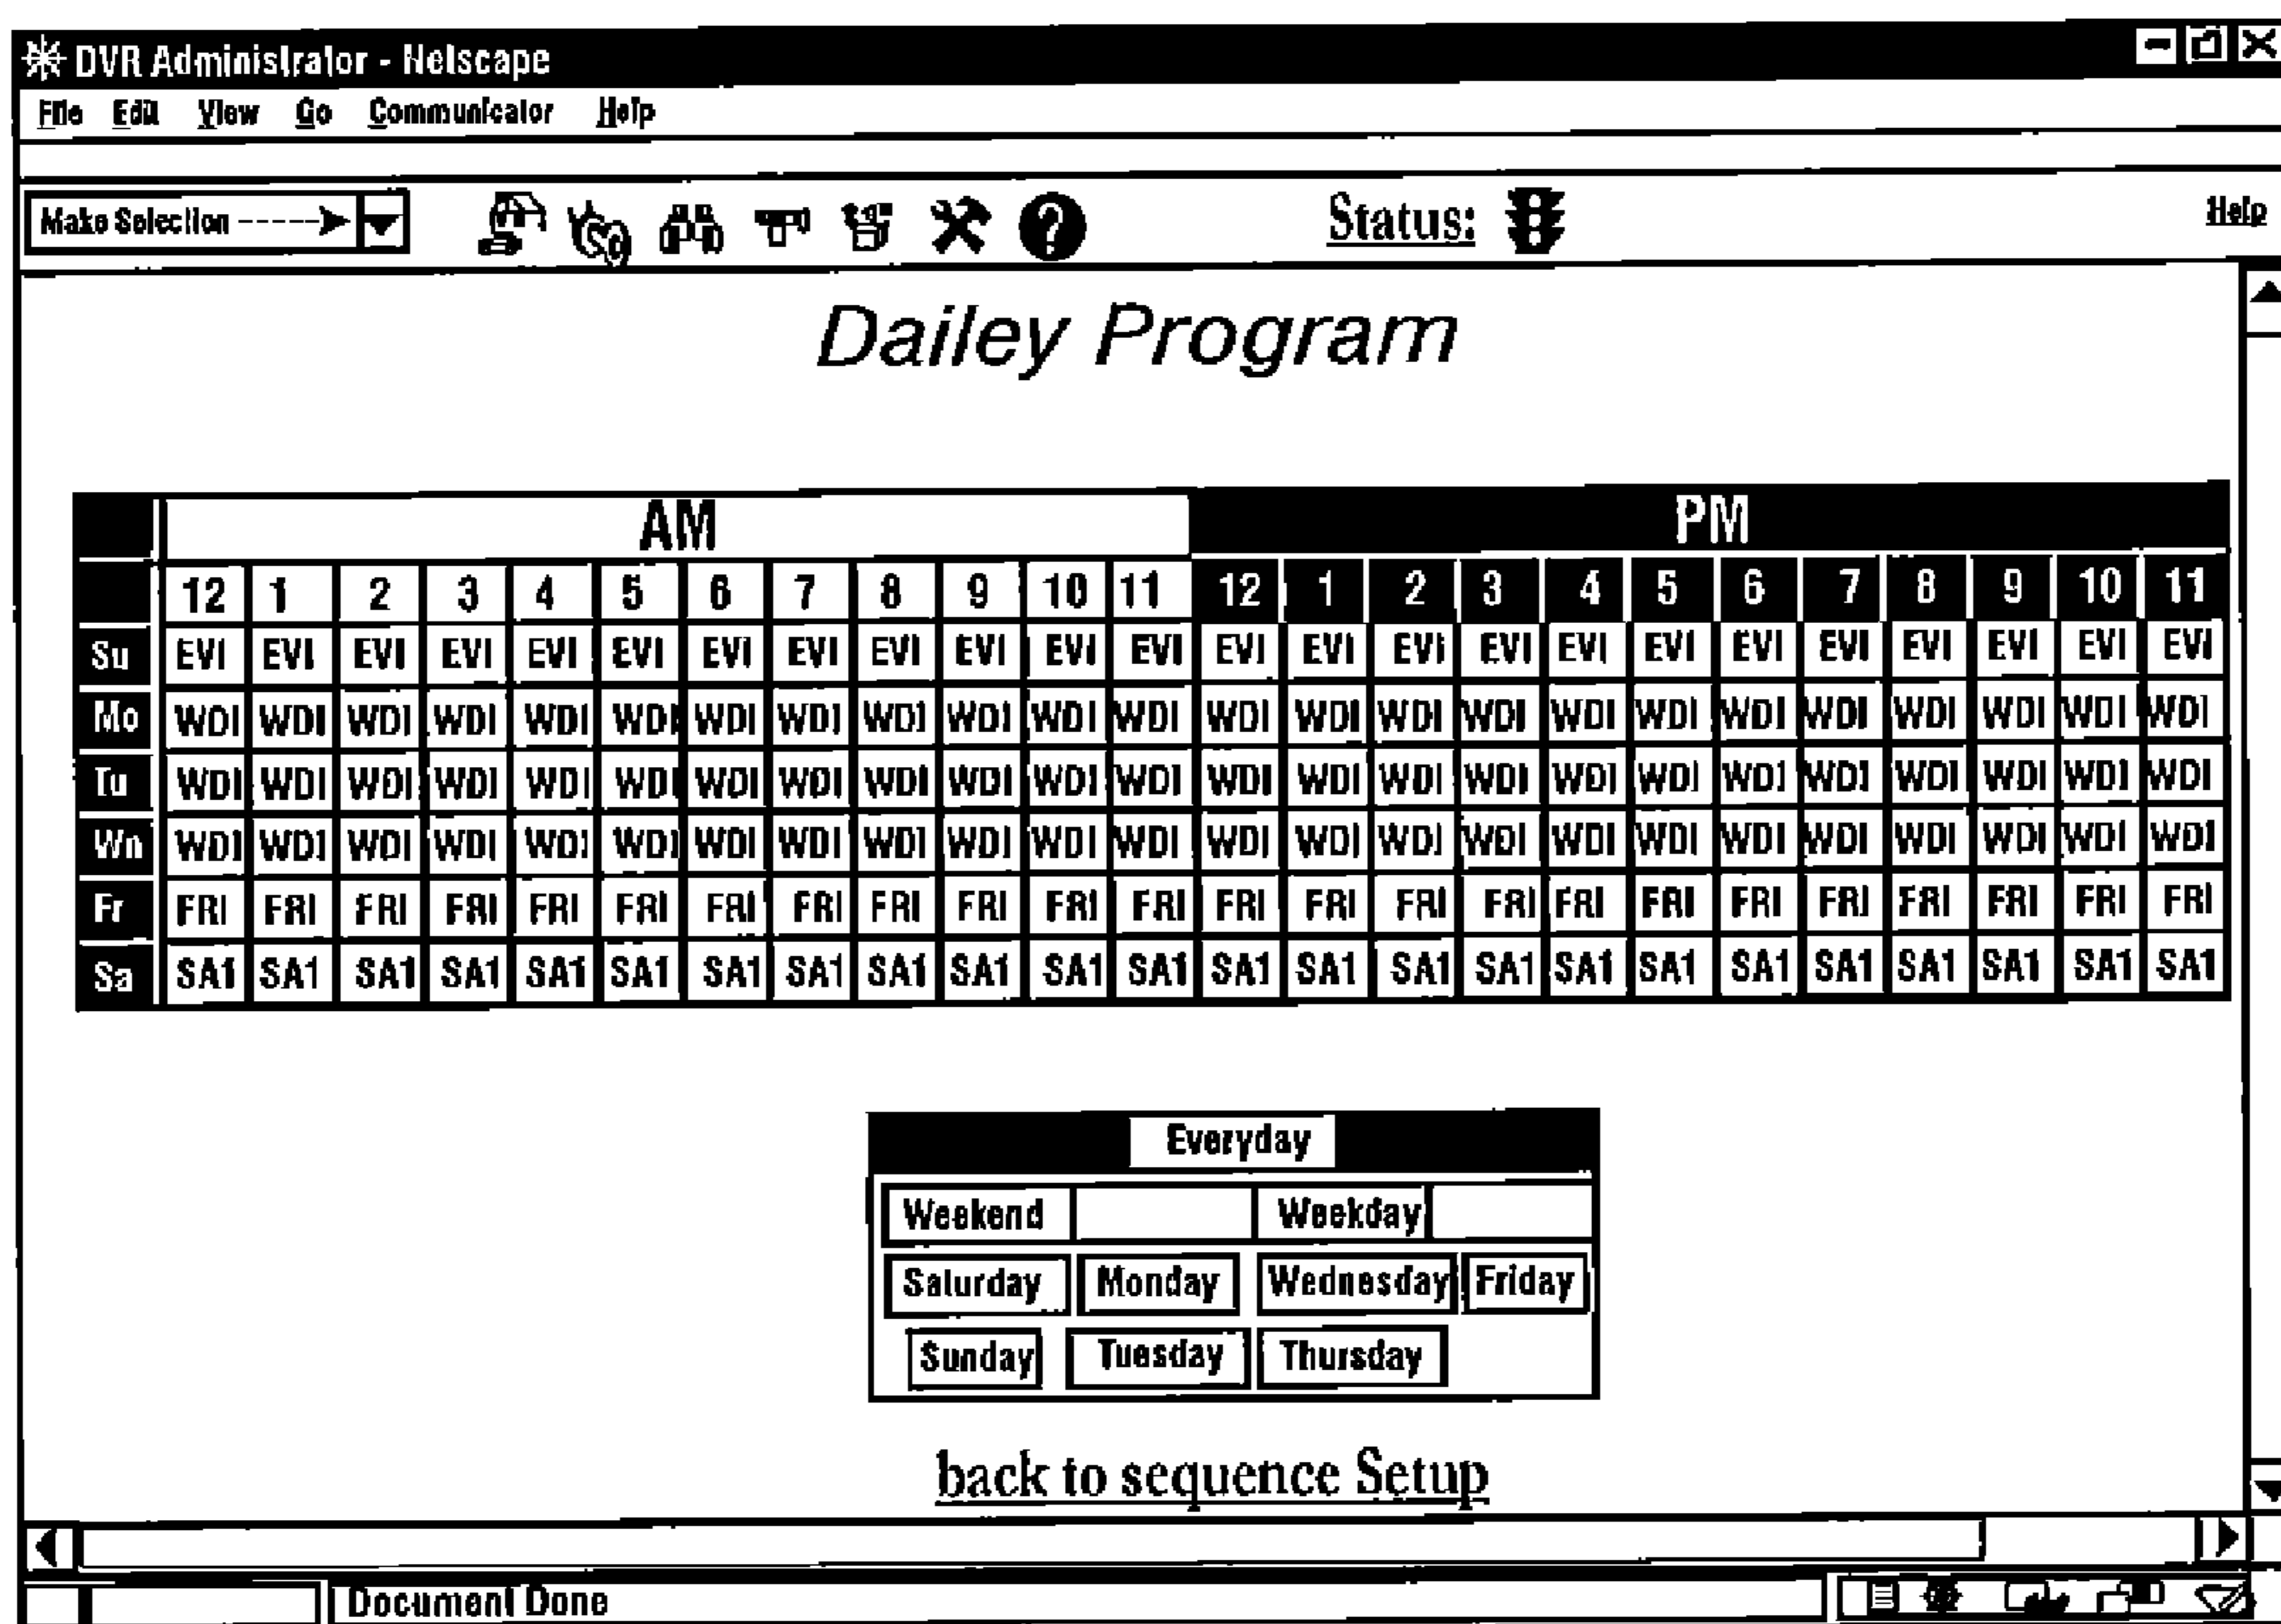 DVR Administrator - Netscape
File Edit View Go Communicator Help
Make Selection ----- Status: Help
Dailey Program
AM PM
12 1 2 3 4 5 6 7 8 9 10 11 12 1 2 3 4 5 6 7 8 9 10 11
Su EVI EVI EVI EVI EVI EVI EVI EVI EVI EVI EVI EVI EVI EVI EVI EVI EVI EVI EVI EVI EVI EVI EVI EVI
Mo WDI WDI WDI WDI WDI WDI WDI WDI WDI WDI WDI WDI WDI WDI WDI WDI WDI WDI WDI WDI WDI WDI WDI WDI
Tu WDI WDI WDI WDI WDI WDI WDI WDI WDI WDI WDI WDI WDI WDI WDI WDI WDI WDI WDI WDI WDI WDI WDI WDI
Wn WDI WDI WDI WDI WDI WDI WDI WDI WDI WDI WDI WDI WDI WDI WDI WDI WDI WDI WDI WDI WDI WDI WDI WDI
Fr FRI FRI FRI FRI FRI FRI FRI FRI FRI FRI FRI FRI FRI FRI FRI FRI FRI FRI FRI FRI FRI FRI FRI FRI
Sa SA1 SA1 SA1 SA1 SA1 SA1 SA1 SA1 SA1 SA1 SA1 SA1 SA1 SA1 SA1 SA1 SA1 SA1 SA1 SA1 SA1 SA1 SA1 SA1
Everyday
Weekend Weekday
Saturday Monday Wednesday Friday
Sunday Tuesday Thursday
back to sequence Setup
Document Done